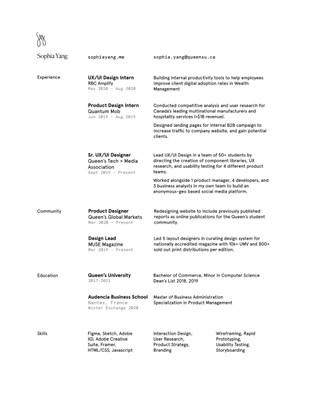 Sophia Yang
sophiayang.me
sophia.yang@queensu.ca
Experience
UX/UI Design Intern
RBC Amplify
May 2020 - Aug 2020
Building internal productivity tools to help employees
improve client digital adoption rates in Wealth
Management
Product Design Intern
Quantum Mob
Jun 2019 - Aug 2019
Conducted competitive analysis and user research for
Canada's leading multinational manufacturers and
hospitality services (>$1B revenue).
Designed landing pages for internal B2B campaign to
increase traffic to company website, and gain potential
clients.
Sr. UX/UI Designer
Queen's Tech + Media
Association
Sept 2019 - Present
Lead UX/UI Design in a team of 50+ students by
directing the creation of component libraries, UX
research, and usability testing for 4 different product
teams.
Worked alongside 1 product manager, 4 developers, and
3 business analysts in my own team to build an
anonymous-geo based social media platform.
Community
Product Designer
Queen's Global Markets
Mar 2020 - Present
Redesigning website to include previously published
reports as online publications for the Queen's student
community.
Design Lead
MUSE Magazine
Mar 2019 - Present
Led 5 layout designers in curating design system for
nationally accredited magazine with 10k+ UMV and 800+
sold out print distributions per edition.
Education
Queen's University
2017-2021
Bachelor of Commerce, Minor in Computer Science
Dean's List 2018, 2019
Audencia Business School
Nantes, France
Winter Exchange 2020
Master of Business Administration
Specialization in Product Management
Skills
Figma, Sketch, Adobe
XD, Adobe Creative
Suite, Framer,
HTML/CSS, Javascript
Interaction Design,
User Research,
Product Strategy,
Branding
Wireframing, Rapid
Prototyping,
Usability Testing,
Storyboarding